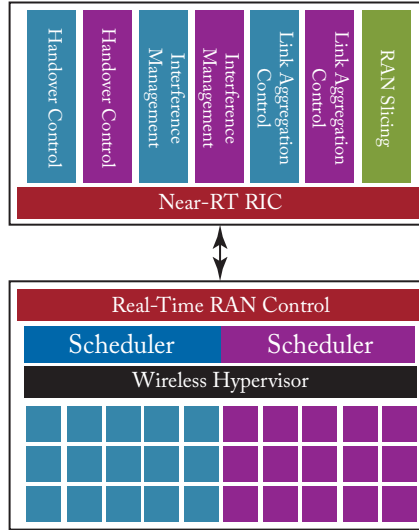 Handover Control
Handover Control
Interference
Management
Interference
Management
Link Aggregation
Control
Link Aggregation
Control
RAN Slicing
Near-RT RIC
Real-Time RAN Control
Scheduler
Scheduler
Wireless Hypervisor